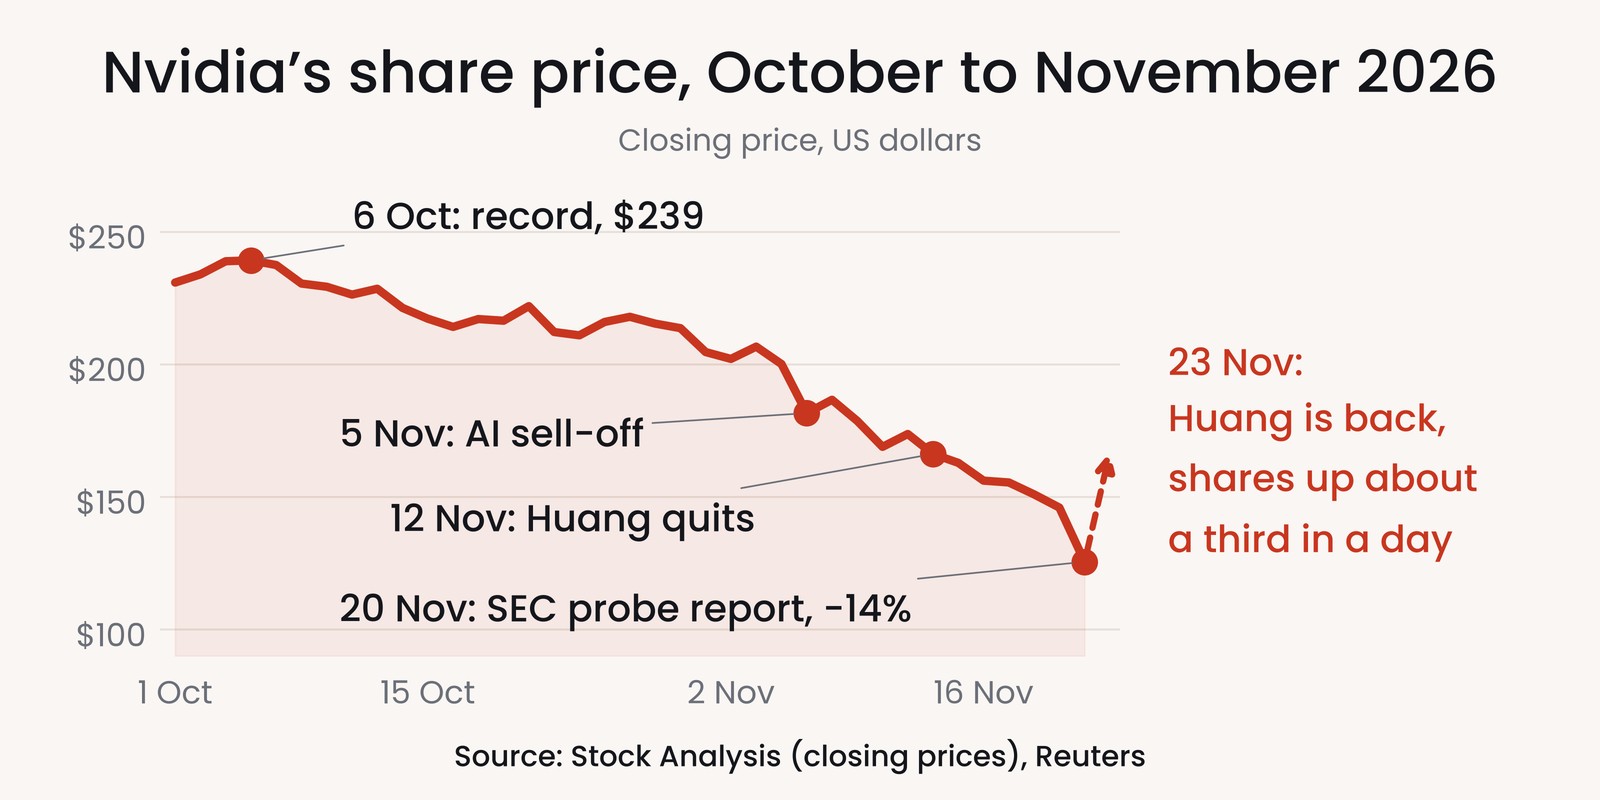 Nvidia’s share price, October to November 2026
Closing price, US dollars
6 Oct: record, $239
$250
$200
23 Nov:
Huang is back,
shares up about
a third in a day
5 Nov: AI sell-off
$150
12 Nov: Huang quits
20 Nov: SEC probe report, -14%
$100
1 Oct
15 Oct
2 Nov
16 Nov
Source: Stock Analysis (closing prices), Reuters